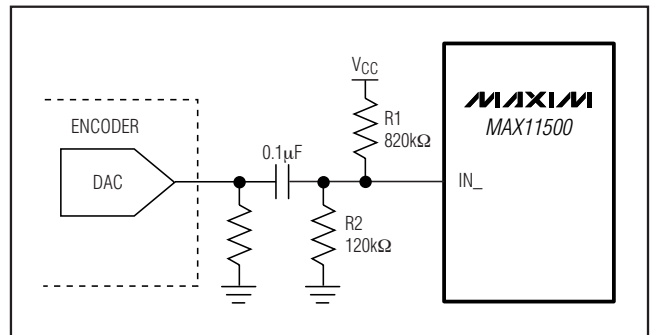 VCC
MAXIM
MAX11500
R1
820kΩ
ENCODER
0.1μF
DAC
IN_
R2
120kΩ